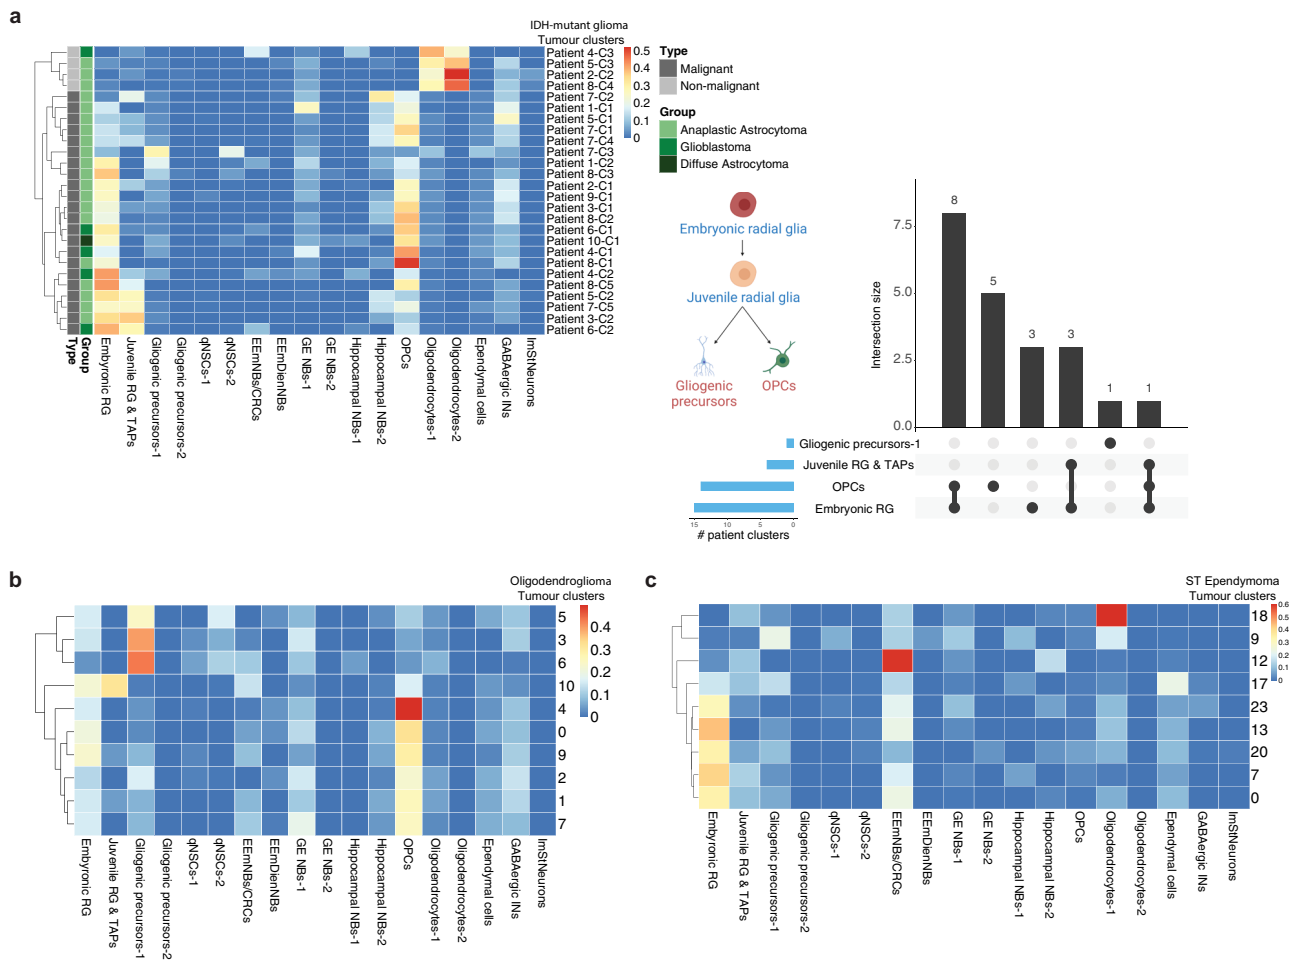 a
IDH-mutant glioma
Tumour clusters
Patient 4-C3
Patient 5-C3
Patient 2-C2
Patient 8-C4
Patient 7-C2
Patient 1-C1
Patient 5-C1
Patient 7-C1
Patient 7-C4
Patient 7-C3
Patient 1-C2
Patient 8-C3
Patient 2-C1
Patient 9-C1
Patient 3-C1
Patient 8-C2
Patient 6-C1
Patient 10-C1
Patient 4-C1
Patient 8-C1
Patient 4-C2
Patient 8-C5
Patient 5-C2
Patient 7-C5
Patient 3-C2
Patient 6-C2
0.5
0.4
0.3
0.2
0.1
0
Type
Malignant
Non-malignant
Group
Anaplastic Astrocytoma
Glioblastoma
Diffuse Astrocytoma
Type
Group
Embyronic RG
Juvenile RG & TAPs
Gliogenic precursors-1
Gliogenic precursors-2
qNSCs-1
qNSCs-2
EEmNBs/CRCs
EEmDienNBs
GE NBs-1
GE NBs-2
Hippocampal NBs-1
Hippocampal NBs-2
OPCs
Oligodendrocytes-1
Oligodendrocytes-2
Ependymal cells
GABAergic INs
ImStNeurons
Embryonic radial glia
Juvenile radial glia
Gliogenic
precursors
OPCs
Intersection size
7.5
5.0
2.5
0.0
8
5
3
3
1
1
Gliogenic precursors-1
Juvenile RG & TAPs
OPCs
Embryonic RG
15
10
5
0
# patient clusters
b
Oligodendroglioma
Tumour clusters
5
3
6
10
4
0
9
2
1
7
0.4
0.3
0.2
0.1
0
Embyronic RG
Juvenile RG & TAPs
Gliogenic precursors-1
Gliogenic precursors-2
qNSCs-1
qNSCs-2
EEmNBs/CRCs
EEmDienNBs
GE NBs-1
GE NBs-2
Hippocampal NBs-1
Hippocampal NBs-2
OPCs
Oligodendrocytes-1
Oligodendrocytes-2
Ependymal cells
GABAergic INs
ImStNeurons
c
ST Ependymoma
Tumour clusters
18
9
12
17
23
13
20
7
0
0.6
0.5
0.4
0.3
0.2
0.1
0
Embyronic RG
Juvenile RG & TAPs
Gliogenic precursors-1
Gliogenic precursors-2
qNSCs-1
qNSCs-2
EEmNBs/CRCs
EEmDienNBs
GE NBs-1
GE NBs-2
Hippocampal NBs-1
Hippocampal NBs-2
OPCs
Oligodendrocytes-1
Oligodendrocytes-2
Ependymal cells
GABAergic INs
ImStNeurons